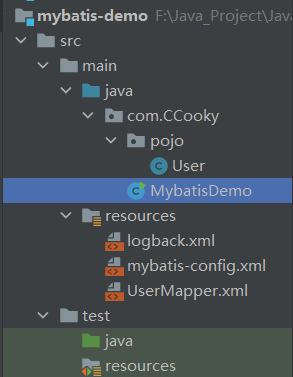 mybatis-demo F:\Java_Project\Java
src
main
java
com.CCooky
pojo
User
MybatisDemo
resources
logback.xml
mybatis-config.xml
UserMapper.xml
test
java
resources